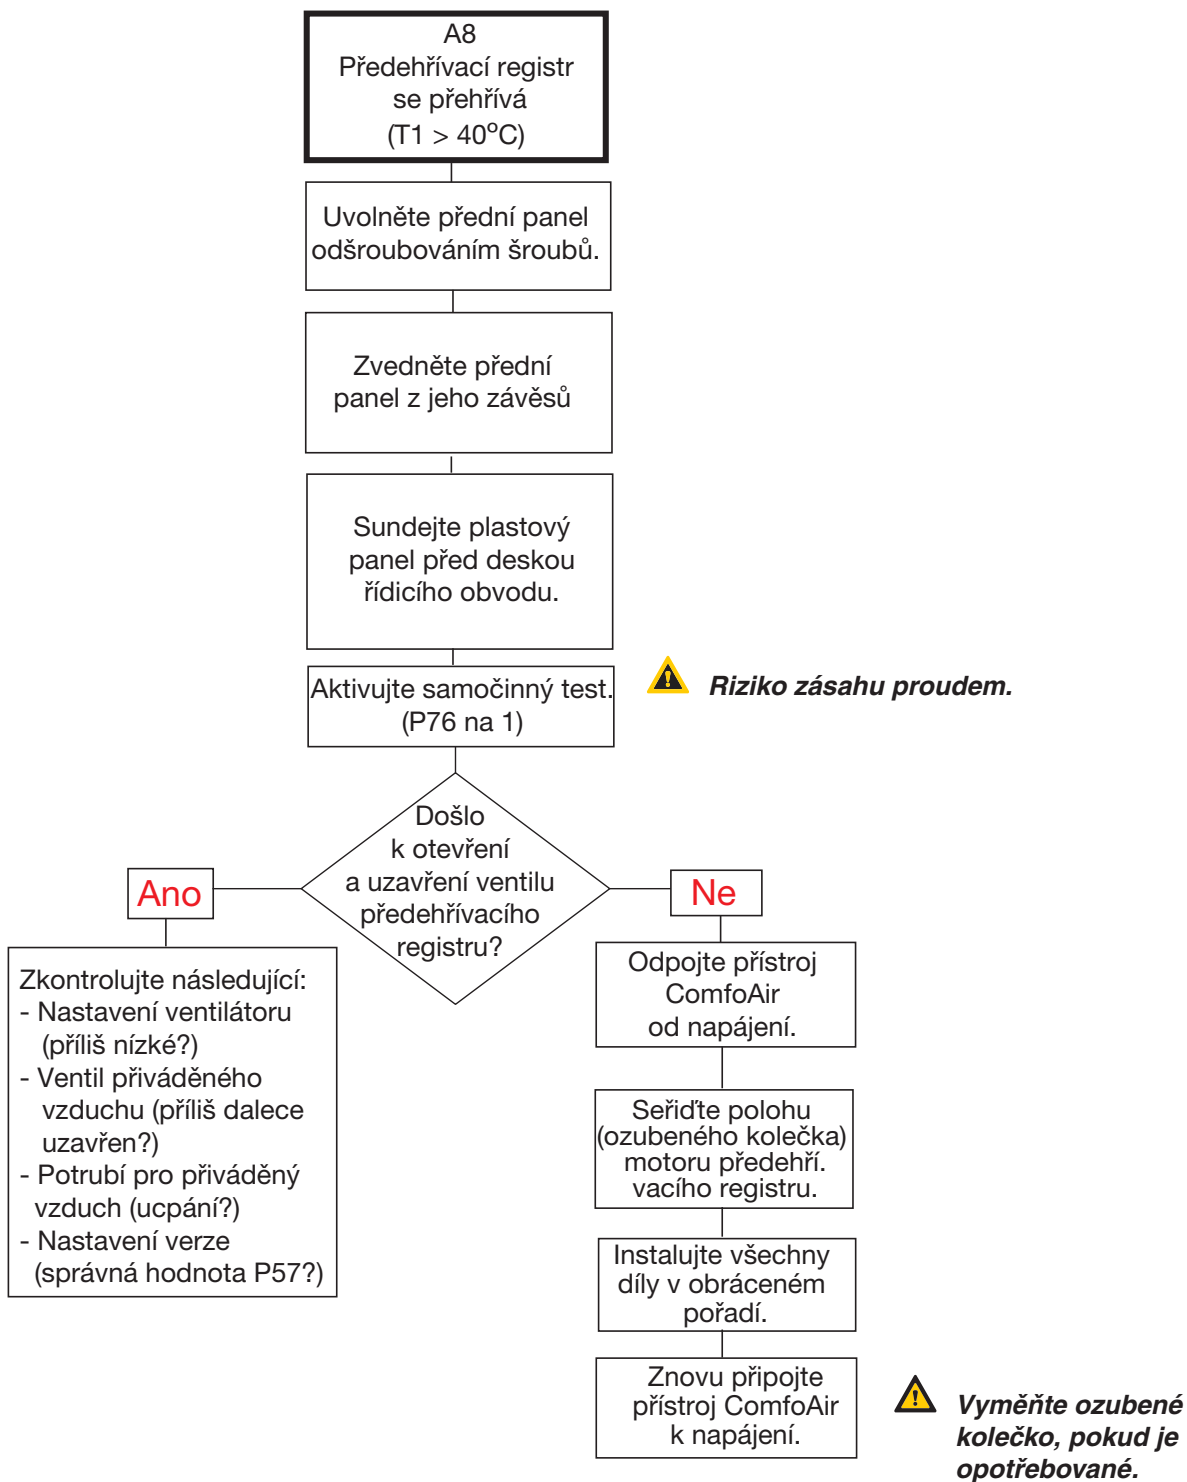 A8
Předehřívací registr
se přehřívá
(T1 > 40°C)
Uvolněte přední panel
odšroubováním šroubů.
Zvedněte přední
panel z jeho závěsů
Sundejte plastový
panel před deskou
řídicího obvodu.
Aktivujte samočinný test.
(P76 na 1)
Riziko zásahu proudem.
Došlo
k otevření
a uzavření ventilu
předehřívacího
registru?
Ano
Zkontrolujte následující:
- Nastavení ventilátoru
(příliš nízké?)
- Ventil přiváděného
vzduchu (příliš dalece
uzavřen?)
- Potrubí pro přiváděný
vzduch (ucpání?)
- Nastavení verze
(správná hodnota P57?)
Ne
Odpojte přístroj
ComfoAir
od napájení.
Seřiďte polohu
(ozubeného kolečka)
motoru předehří.
vacího registru.
Instalujte všechny
díly v obráceném
pořadí.
Znovu připojte
přístroj ComfoAir
k napájení.
Vyměňte ozubené
kolečko, pokud je
opotřebované.